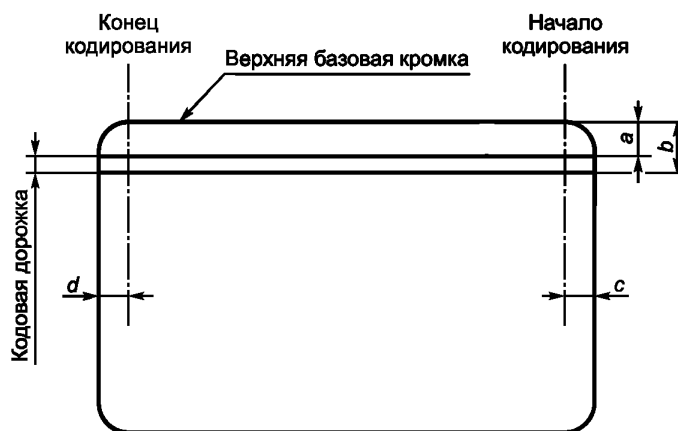 Конец
кодирования
Начало
кодирования
Верхняя базовая кромка
a
b
Кодовая дорожка
d
c